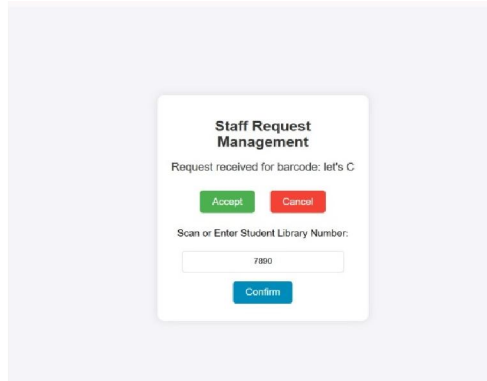 Staff Request
Management
Request received for barcode: let's C
Accept
Cancel
Scan or Enter Student Library Number:
7890
Confirm